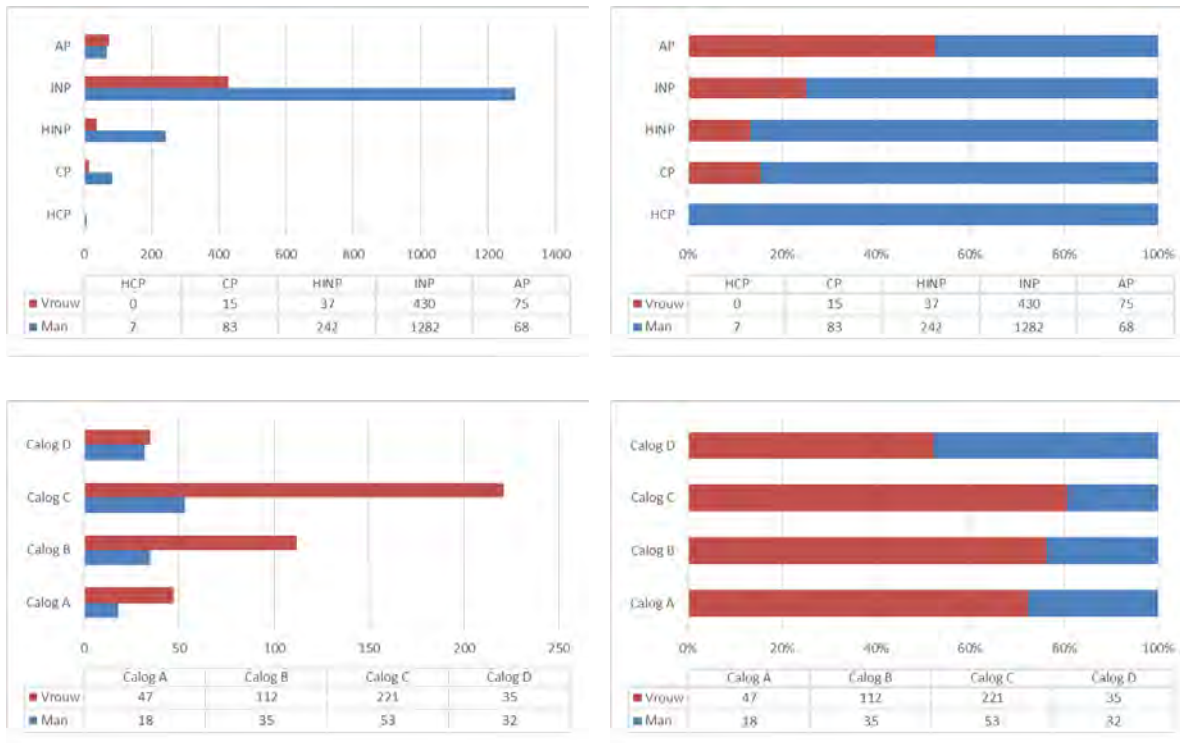 AP
INP
HINP
CP
HCP
0 200 400 600 800 1000 1200 1400
HCP CP HINP INP AP
Vrouw 0 15 37 430 75
Man 7 83 242 1282 68
AP
INP
HINP
CP
HCP
0% 20% 40% 60% 80% 100%
HCP CP HINP INP AP
Vrouw 0 15 37 430 75
Man 7 83 242 1282 68
Calog D
Calog C
Calog B
Calog A
0 50 100 150 200 250
Calog A Calog B Calog C Calog D
Vrouw 47 112 221 35
Man 18 35 53 32
Calog D
Calog C
Calog B
Calog A
0% 20% 40% 60% 80% 100%
Calog A Calog B Calog C Calog D
Vrouw 47 112 221 35
Man 18 35 53 32